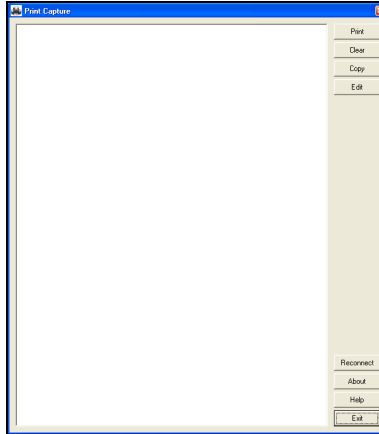 Print Capture
Print
Clear
Copy
Edit
Reconnect
About
Help
Exit